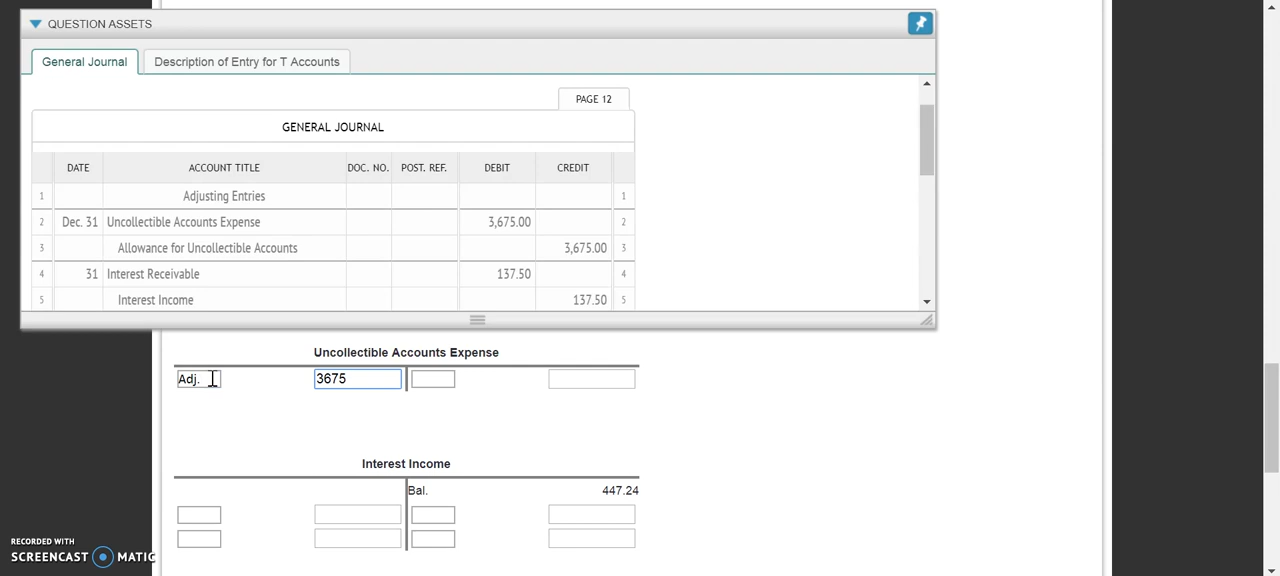 QUESTION ASSETS
General Journal Description of Entry for T Accounts
PAGE 12
GENERAL JOURNAL
DATE ACCOUNT TITLE DOC. NO. POST. REF. DEBIT CREDIT
1 Adjusting Entries 1
2 Dec. 31 Uncollectible Accounts Expense 3,675.00 2
3 Allowance for Uncollectible Accounts 3,675.00 3
4 31 Interest Receivable 137.50 4
5 Interest Income 137.50 5
Uncollectible Accounts Expense
Adj. 3675
Interest Income
Bal. 447.24
RECORDED WITH
SCREENCAST MATIC